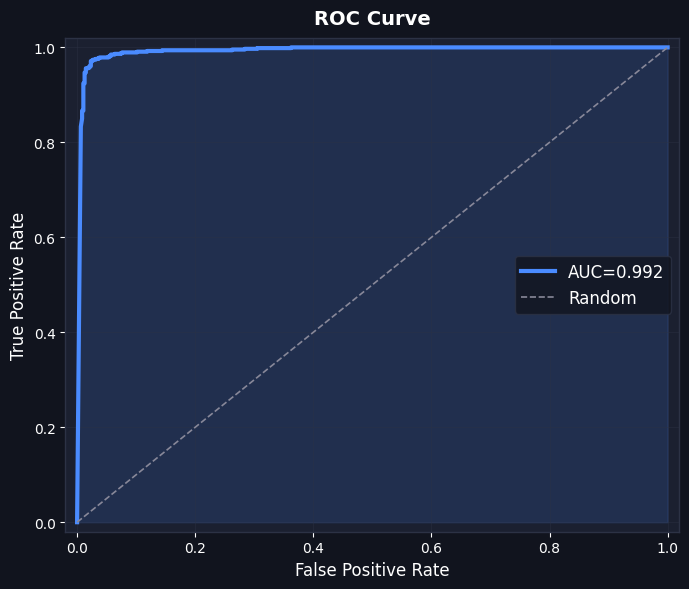 ROC Curve
1.0
0.8
0.6
0.4
0.2
0.0
True Positive Rate
AUC=0.992
Random
0.0 0.2 0.4 0.6 0.8 1.0
False Positive Rate